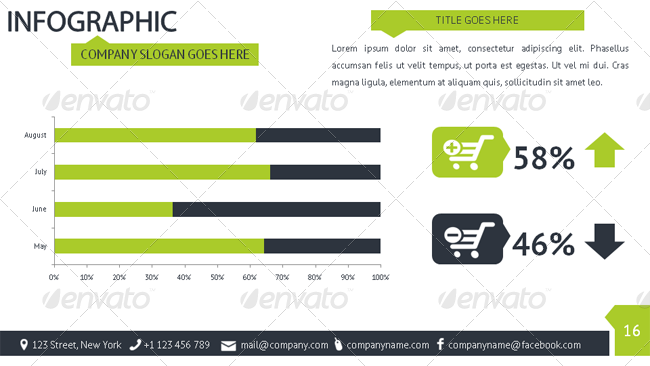 INFOGRAPHIC
COMPANY SLOGAN GOES HERE
TITLE GOES HERE
Lorem ipsum dolor sit amet, consectetur adipiscing elit. Phasellus
accumsan felis ut velit tempus, ut porta est egestas. Ut vel mi dui. Cras
magna ligula, elementum at aliquam quis, sollicitudin sit amet leo.
envato envato envato
August
July
June
May
0% 10% 20% 30% 40% 50% 60% 70% 80% 90% 100%
58%
46%
envato envato envato
123 Street, New York +1 123 456 789 mail@company.com companyname.com companyname@facebook.com
16